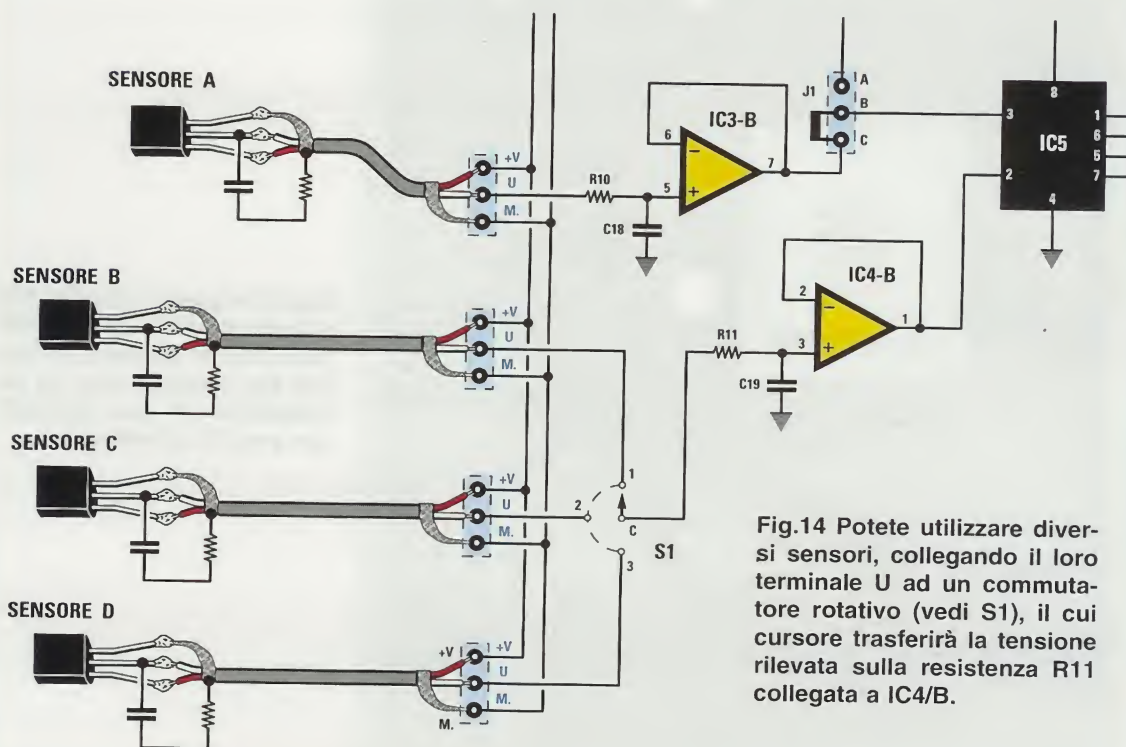 SENSORE A
+V
U
M.
R10
C18
6
5
7
IC3-B
J1
A
B
C
8
3
2
IC5
1
6
5
7
4
SENSORE B
+V
U
M.
R11
C19
2
3
1
IC4-B
SENSORE C
+V
U
M.
1
2
C
3
S1
SENSORE D
+V
+V
U
M.
M.
Fig.14 Potete utilizzare diver-
si sensori, collegando il loro
terminale U ad un commuta-
tore rotativo (vedi S1), il cui
cursore trasferirà la tensione
rilevata sulla resistenza R11
collegata a IC4/B.